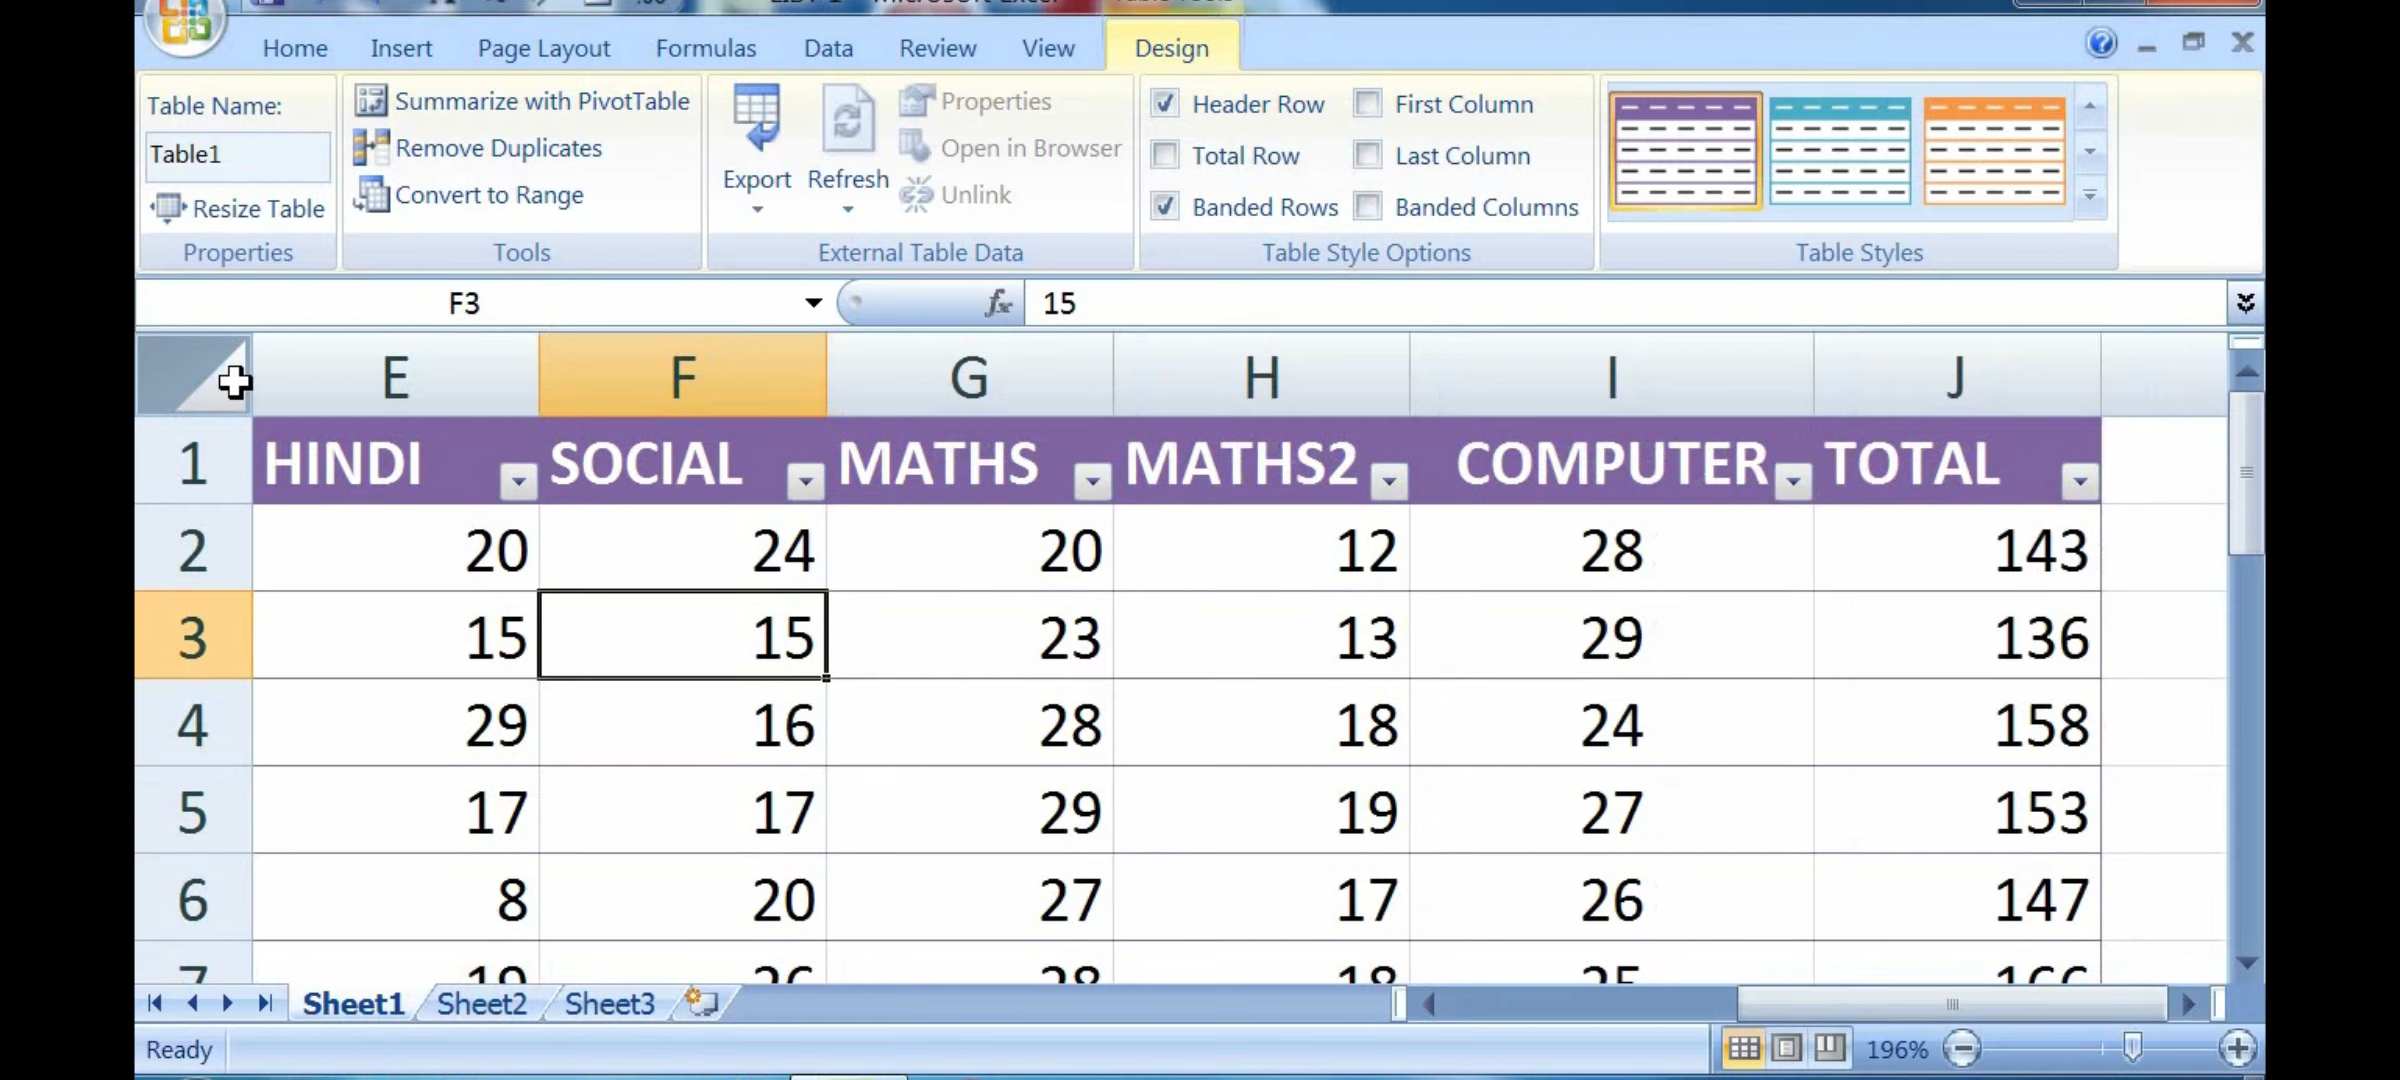 Home Insert Page Layout Formulas Data Review View Design
Table Name:
Table1
Resize Table
Properties
Summarize with PivotTable
Remove Duplicates
Convert to Range
Tools
Export Refresh
Properties
Open in Browser
Unlink
External Table Data
Header Row First Column
Total Row Last Column
Banded Rows Banded Columns
Table Style Options
Table Styles
F3 fx 15
E F G H I J
1 HINDI SOCIAL MATHS MATHS2 COMPUTER TOTAL
2 20 24 20 12 28 143
3 15 15 23 13 29 136
4 29 16 28 18 24 158
5 17 17 29 19 27 153
6 8 20 27 17 26 147
Sheet1 Sheet2 Sheet3
Ready 196%